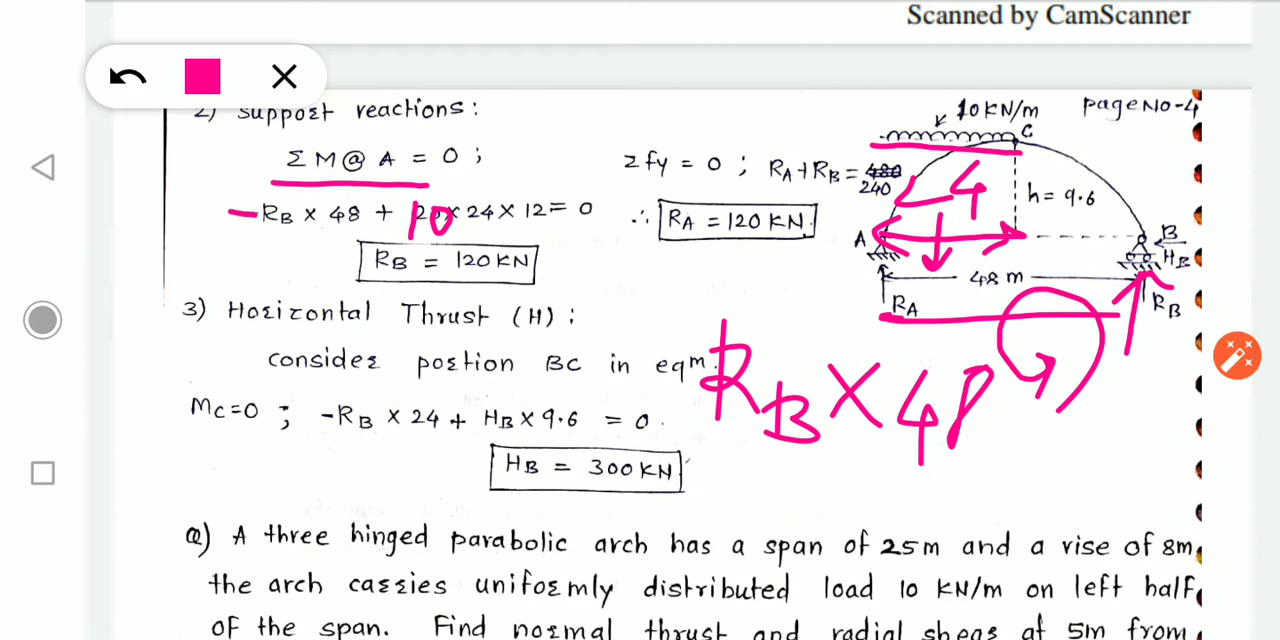 Scanned by CamScanner
2) Support reactions:
10 KN/m
Page NO-4
C
ΣM@ A = 0 ;
Σfy = 0 ; RA + RB = 480
240
4
h = 9.6
-RB × 48 + 10 × 24 × 12 = 0
∴ RA = 120 KN.
A
B
HB
RB = 120 KN
48 m
RA
RB
3) Horizontal Thrust (H) :
consider portion BC in eqm.
RB × 48
Mc=0 ; -RB × 24 + HB × 9.6 = 0.
HB = 300 KN
Q) A three hinged parabolic arch has a span of 25m and a rise of 8m.
the arch carries uniformly distributed load 10 KN/m on left half
of the span. Find normal thrust and radial shear at 5m from